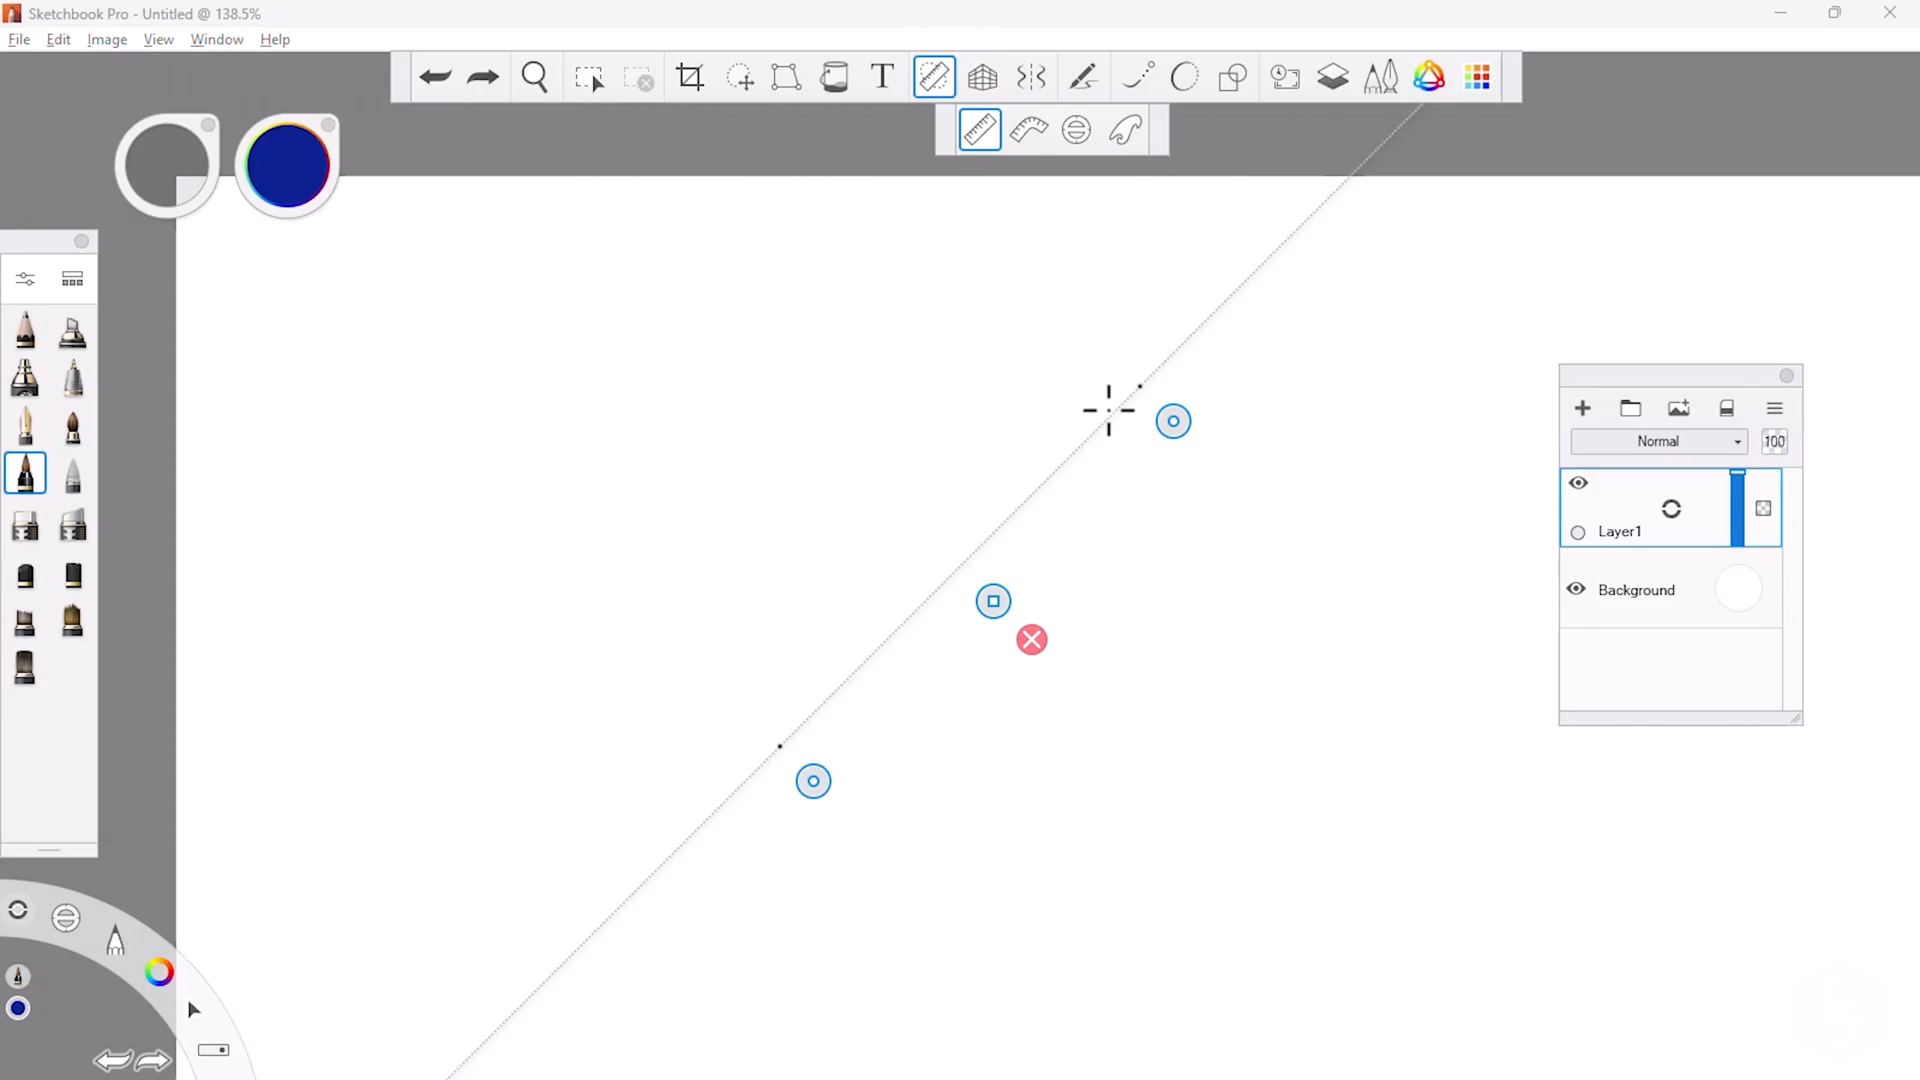 Sketchbook Pro - Untitled @ 138.5%
File Edit Image View Window Help
T
Normal 100
Layer1
Background